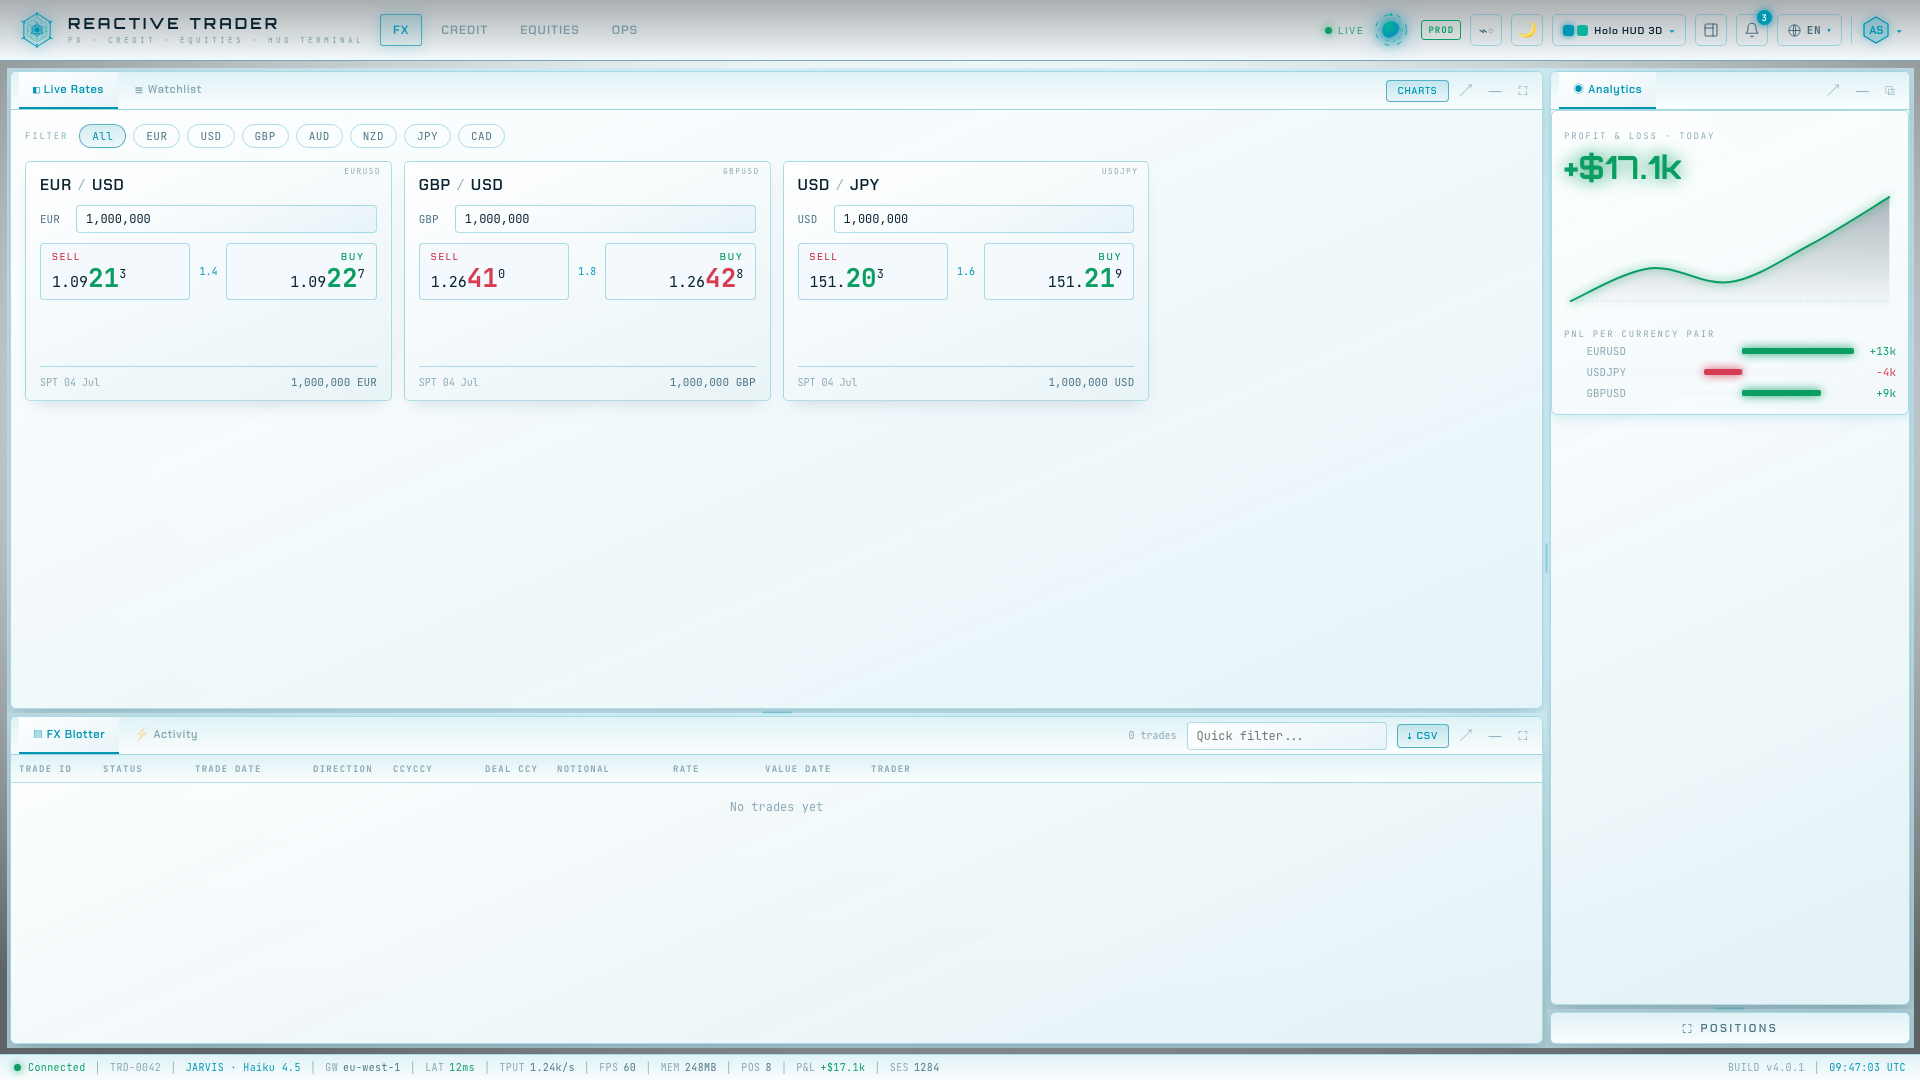 REACTIVE TRADER
FX · CREDIT · EQUITIES · HUD TERMINAL
FX CREDIT EQUITIES OPS
LIVE PROD Holo HUD 3D 3 EN AS
Live Rates Watchlist CHARTS
FILTER All EUR USD GBP AUD NZD JPY CAD
EURUSD
EUR / USD
EUR 1,000,000
SELL BUY
1.09213 1.4 1.09227
SPT 04 Jul 1,000,000 EUR
GBPUSD
GBP / USD
GBP 1,000,000
SELL BUY
1.26410 1.8 1.26428
SPT 04 Jul 1,000,000 GBP
USDJPY
USD / JPY
USD 1,000,000
SELL BUY
151.203 1.6 151.219
SPT 04 Jul 1,000,000 USD
Analytics
PROFIT & LOSS · TODAY
+$17.1k
PNL PER CURRENCY PAIR
EURUSD +13k
USDJPY -4k
GBPUSD +9k
POSITIONS
FX Blotter Activity 0 trades Quick filter... ↓ CSV
TRADE ID STATUS TRADE DATE DIRECTION CCYCCY DEAL CCY NOTIONAL RATE VALUE DATE TRADER
No trades yet
Connected TRD-0042 JARVIS · Haiku 4.5 GW eu-west-1 LAT 12ms TPUT 1.24k/s FPS 60 MEM 248MB POS 8 P&L +$17.1k SES 1284 BUILD v4.0.1 09:47:03 UTC